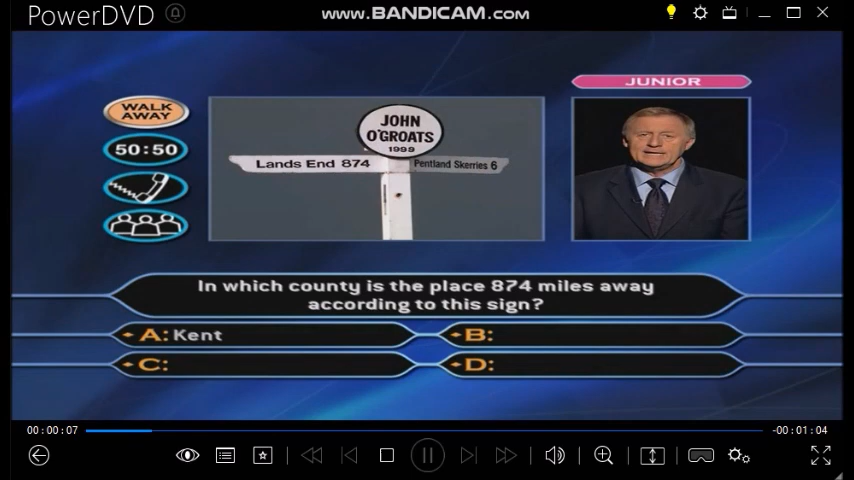 PowerDVD
www.BANDICAM.com
JUNIOR
WALK
AWAY
50:50
JOHN
O'GROATS
1999
Lands End 874
Pentland Skerries 6
In which county is the place 874 miles away
according to this sign?
A: Kent
B:
C:
D:
00:00:07
-00:01:04